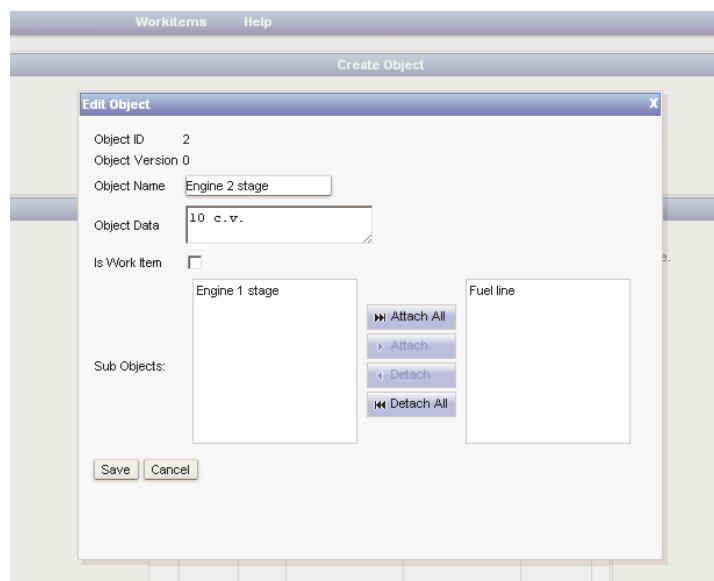 Workitems Help
Create Object
Edit Object X
Object ID 2
Object Version 0
Object Name Engine 2 stage
Object Data 10 c.v.
Is Work Item
Engine 1 stage
Fuel line
Attach All
Attach
Sub Objects:
Detach
Detach All
Save Cancel